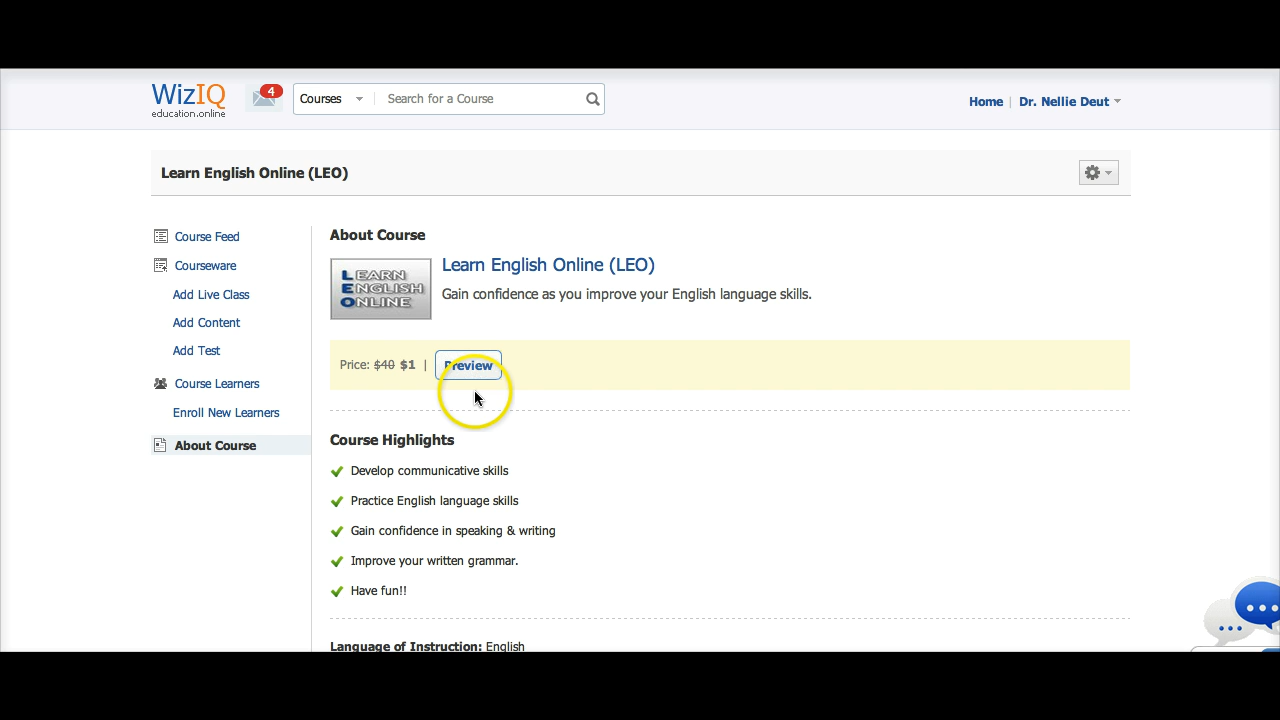 WizIQ
education.online
4
Courses
Search for a Course
Home | Dr. Nellie Deut
Learn English Online (LEO)
Course Feed
Courseware
Add Live Class
Add Content
Add Test
Course Learners
Enroll New Learners
About Course
About Course
LEARN
ENGLISH
ONLINE
Learn English Online (LEO)
Gain confidence as you improve your English language skills.
Price: $40 $1 | Preview
Course Highlights
Develop communicative skills
Practice English language skills
Gain confidence in speaking & writing
Improve your written grammar.
Have fun!!
Language of Instruction: English